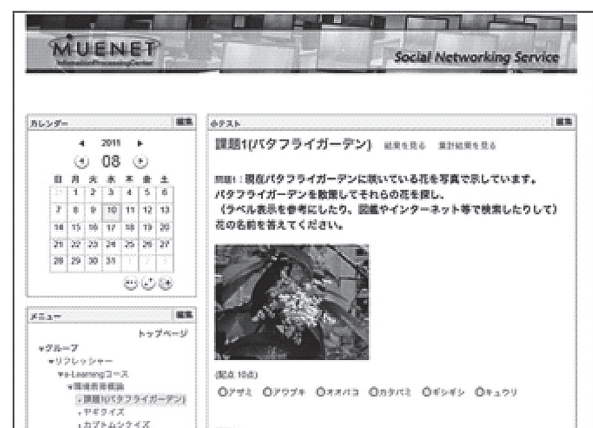 MUENET
InformationProcessingCenter
Social Networking Service
カレンダー 編集
2011
08
日 月 火 水 木 金 土
31 1 2 3 4 5 6
7 8 9 10 11 12 13
14 15 16 17 18 19 20
21 22 23 24 25 26 27
28 29 30 31 1 2 3
メニュー 編集
トップページ
▼グループ
▼リフレッシャー
▼e-Learningコース
▼環境教育概論
・課題1(バタフライガーデン)
・ヤギクイズ
・カブトムシクイズ
小テスト 編集
課題1(バタフライガーデン) 結果を見る 集計結果を見る
問題1:現在バタフライガーデンに咲いている花を写真で示しています。
バタフライガーデンを散策してそれらの花を探し、
(ラベル表示を参考にしたり、図鑑やインターネット等で検索したりして)
花の名前を答えてください。
(配点:10点)
○アザミ ○アワブキ ○オオバコ ○カタバミ ○ギシギシ ○キュウリ